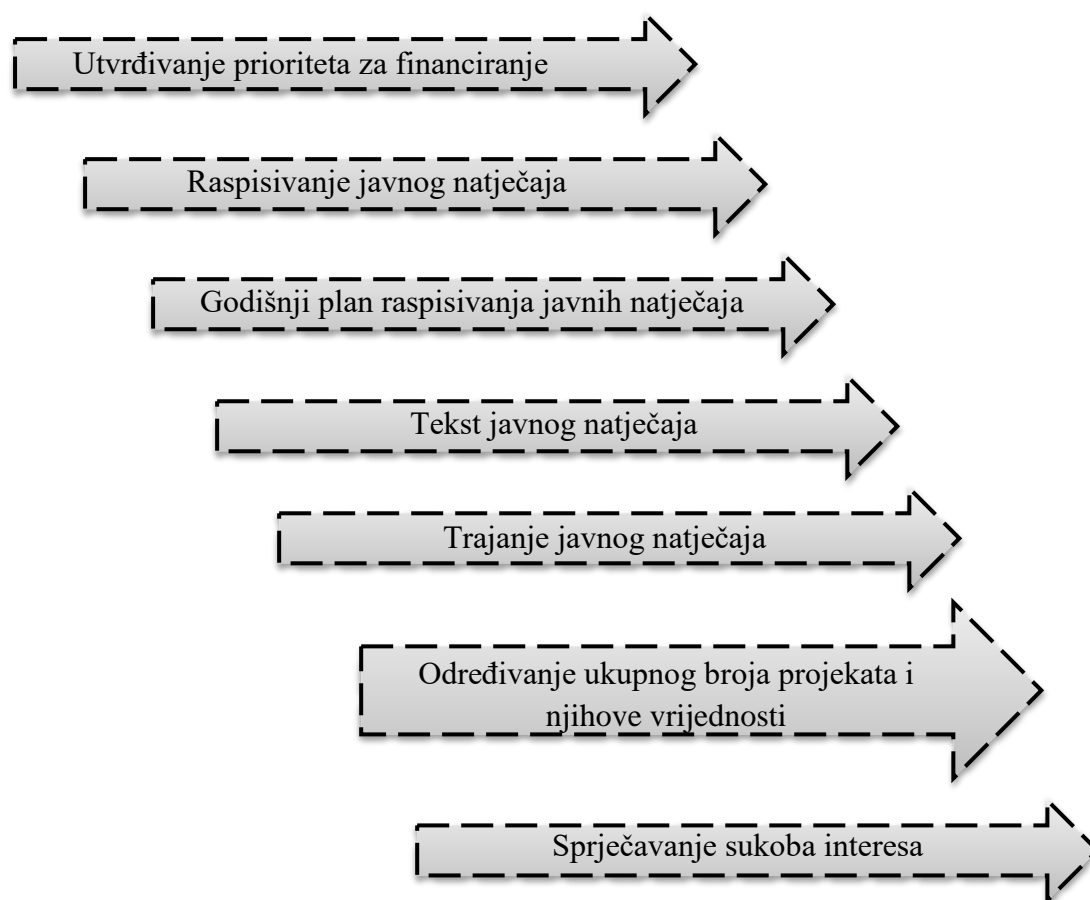 Utvrđivanje prioriteta za financiranje
Raspisivanje javnog natječaja
Godišnji plan raspisivanja javnih natječaja
Tekst javnog natječaja
Trajanje javnog natječaja
Određivanje ukupnog broja projekata i
njihove vrijednosti
Sprječavanje sukoba interesa